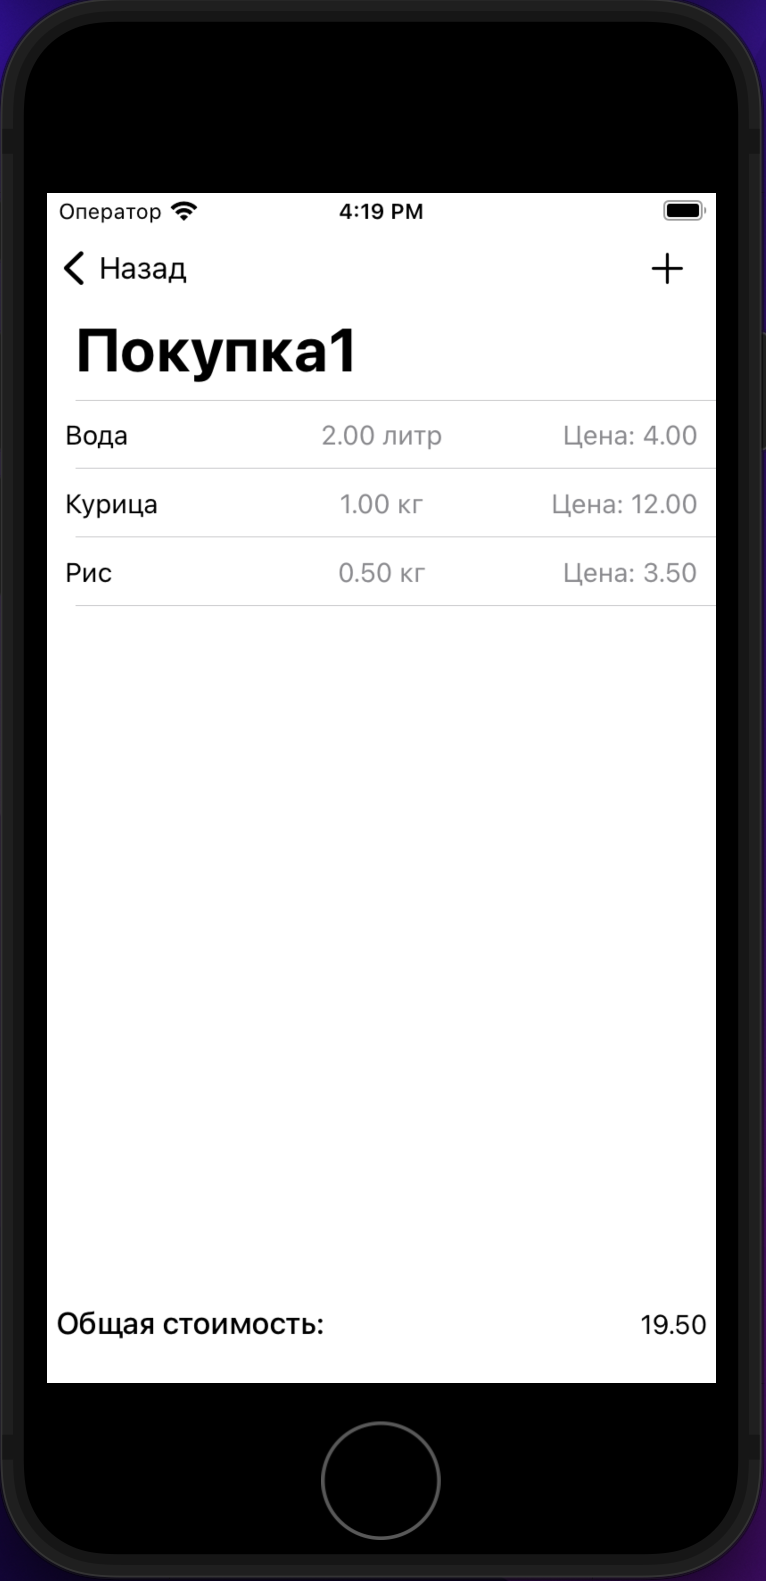 Оператор 4:19 PM
Назад
Покупка1
Вода 2.00 литр Цена: 4.00
Курица 1.00 кг Цена: 12.00
Рис 0.50 кг Цена: 3.50
Общая стоимость: 19.50